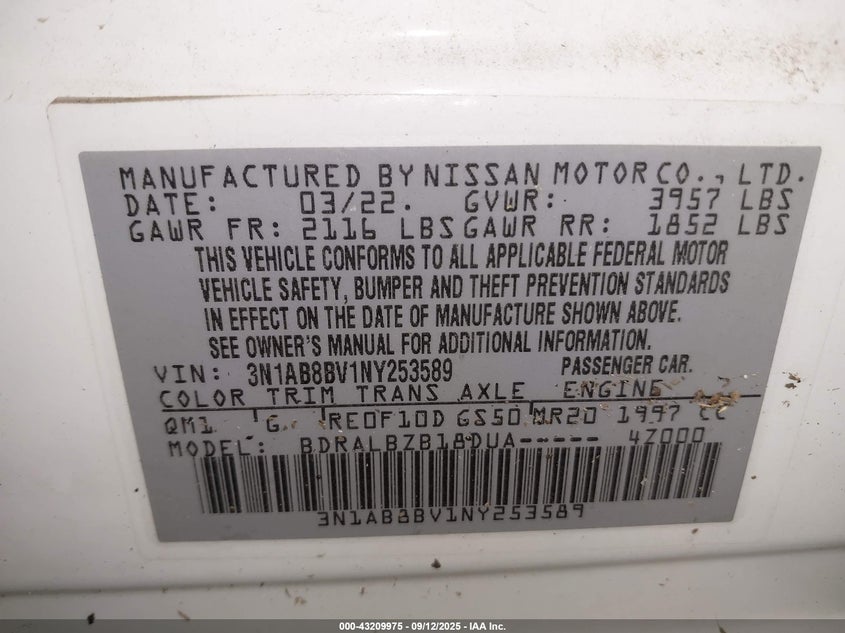 MANUFACTURED BY NISSAN MOTOR CO., LTD.
DATE: 03/22. GVWR: 3957 LBS
GAWR FR: 2116 LBS GAWR RR: 1852 LBS
THIS VEHICLE CONFORMS TO ALL APPLICABLE FEDERAL MOTOR
VEHICLE SAFETY, BUMPER AND THEFT PREVENTION STANDARDS
IN EFFECT ON THE DATE OF MANUFACTURE SHOWN ABOVE.
SEE OWNER'S MANUAL FOR ADDITIONAL INFORMATION.
VIN: 3N1AB8BV1NY253589 PASSENGER CAR.
COLOR TRIM TRANS AXLE ENGINE
QM1 G RE0F10D GS50 MR20 1997 CC
MODEL: BDRALBZB18DUA----- 4Z000
3N1AB8BV1NY253589
000-43209975 - 09/12/2025 - IAA Inc.